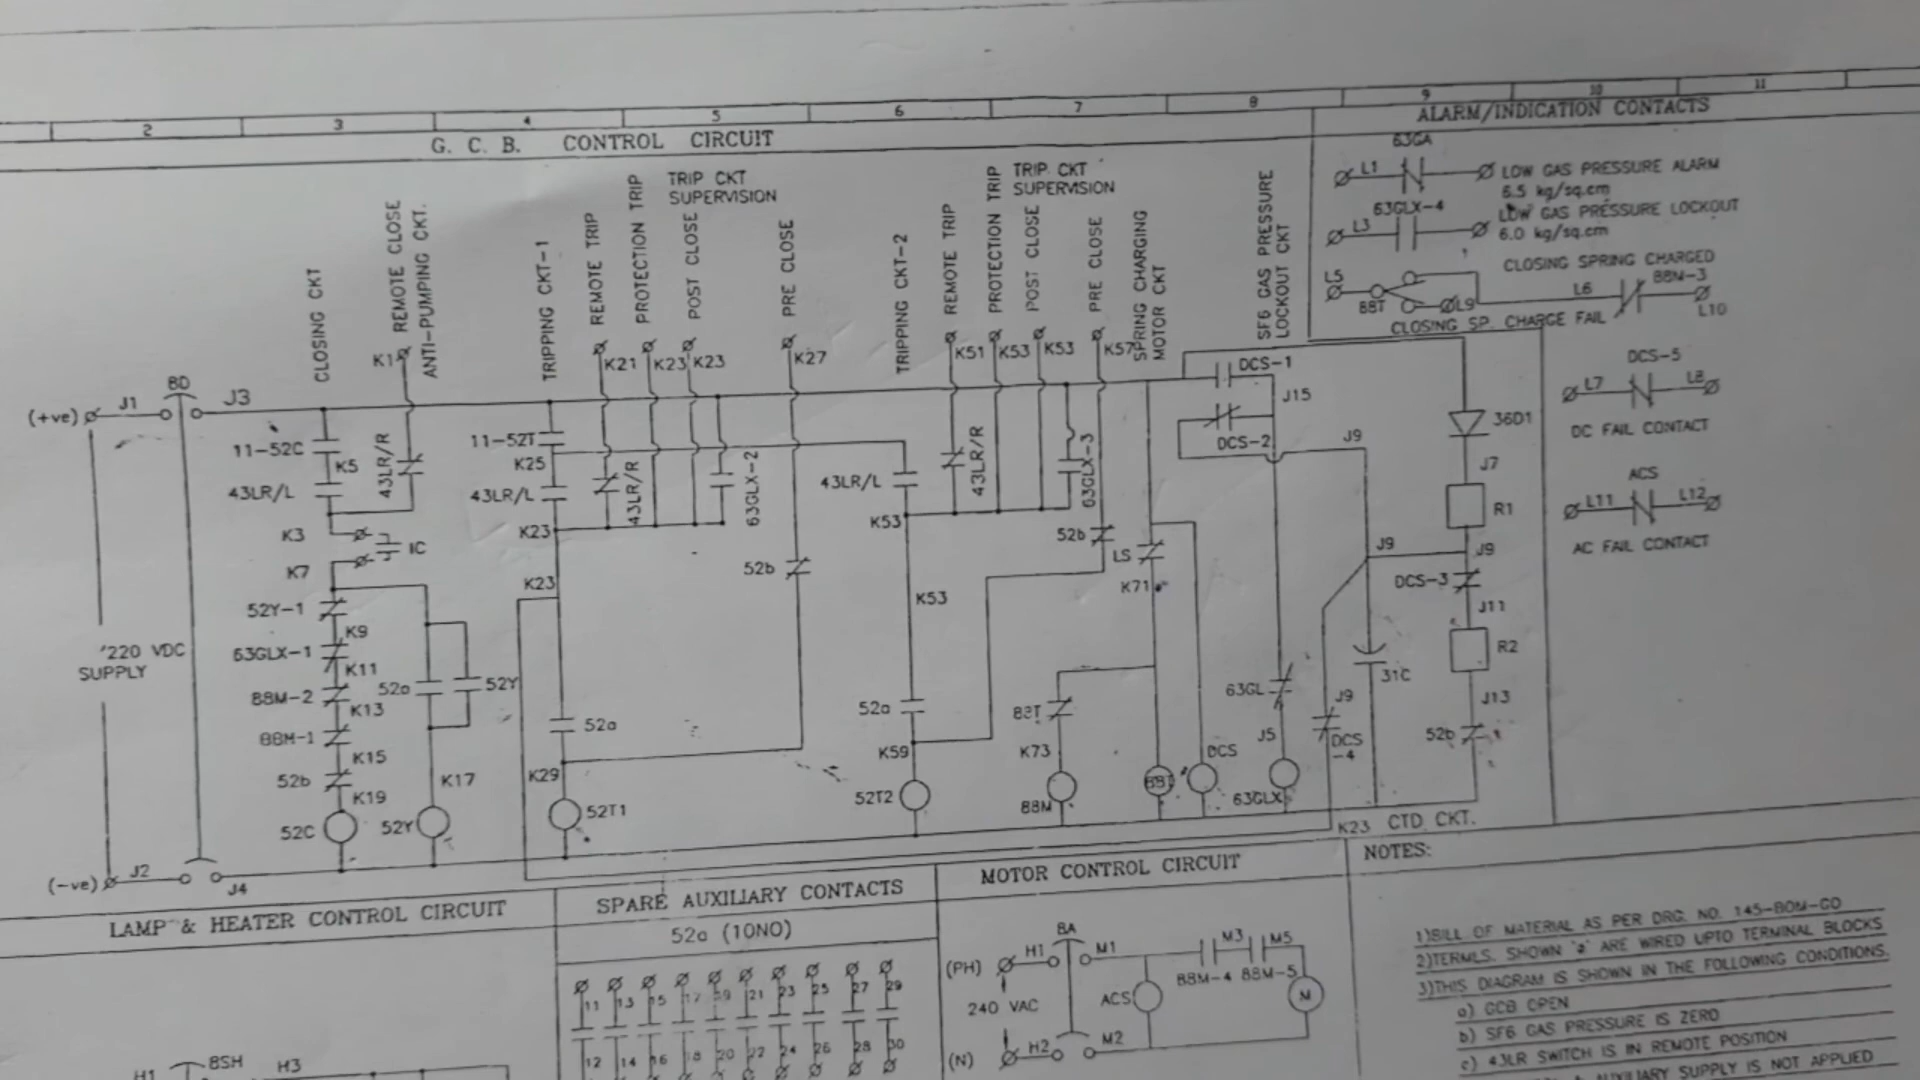 2 3 4 5 6 7 8 9 10 11
G. C. B. CONTROL CIRCUIT
ALARM/INDICATION CONTACTS
CLOSING CKT
REMOTE CLOSE
ANTI-PUMPING CKT.
TRIPPING CKT-1
REMOTE TRIP
PROTECTION TRIP
TRIP CKT
SUPERVISION
POST CLOSE
PRE CLOSE
TRIPPING CKT-2
REMOTE TRIP
PROTECTION TRIP
TRIP CKT
SUPERVISION
POST CLOSE
PRE CLOSE
SPRING CHARGING
MOTOR CKT
SF6 GAS PRESSURE
LOCKOUT CKT
63GA
L1
LOW GAS PRESSURE ALARM
6.5 kg/sq.cm
63GLX-4
L3
LOW GAS PRESSURE LOCKOUT
6.0 kg/sq.cm
CLOSING SPRING CHARGED
L5
88T
L9
L6
88M-3
L10
CLOSING SP. CHARGE FAIL
DCS-5
L7
L8
DC FAIL CONTACT
ACS
L11
L12
AC FAIL CONTACT
K1
K21
K23
K23
K27
K51
K53
K53
K57
(+ve)
J1
8D
J3
11-52C
K5
43LR/L
43LR/R
K3
IC
K7
52Y-1
K9
63GLX-1
K11
88M-2
K13
88M-1
K15
52b
K19
52C
52a
52Y
K17
52Y
220 VDC
SUPPLY
(-ve)
J2
J4
11-52T
K25
43LR/L
K23
43LR/R
63GLX-2
K23
52b
52a
K29
52T1
43LR/L
K53
43LR/R
63GLX-3
K53
52b
52a
K59
52T2
LS
K71
88T
K73
88M
88T
DCS
DCS-1
J15
DCS-2
J9
63GL
J5
63GLX
J9
DCS
-4
J9
31C
36D1
J7
R1
J9
DCS-3
J11
R2
J13
52b
K23
CTD CKT.
LAMP & HEATER CONTROL CIRCUIT
H1
8SH
H3
SPARE AUXILIARY CONTACTS
52a (10NO)
11 13 15 17 19 21 23 25 27 29
12 14 16 18 20 22 24 26 28 30
MOTOR CONTROL CIRCUIT
(PH)
H1
8A
M1
M3
M5
88M-4
88M-5
ACS
M
240 VAC
(N)
H2
M2
NOTES:
1)BILL OF MATERIAL AS PER DRG. NO. 145-BOM-GO
2)TERMLS. SHOWN "ø" ARE WIRED UPTO TERMINAL BLOCKS
3)THIS DIAGRAM IS SHOWN IN THE FOLLOWING CONDITIONS.
a) GCB OPEN
b) SF6 GAS PRESSURE IS ZERO
c) 43LR SWITCH IS IN REMOTE POSITION
AUXILIARY SUPPLY IS NOT APPLIED